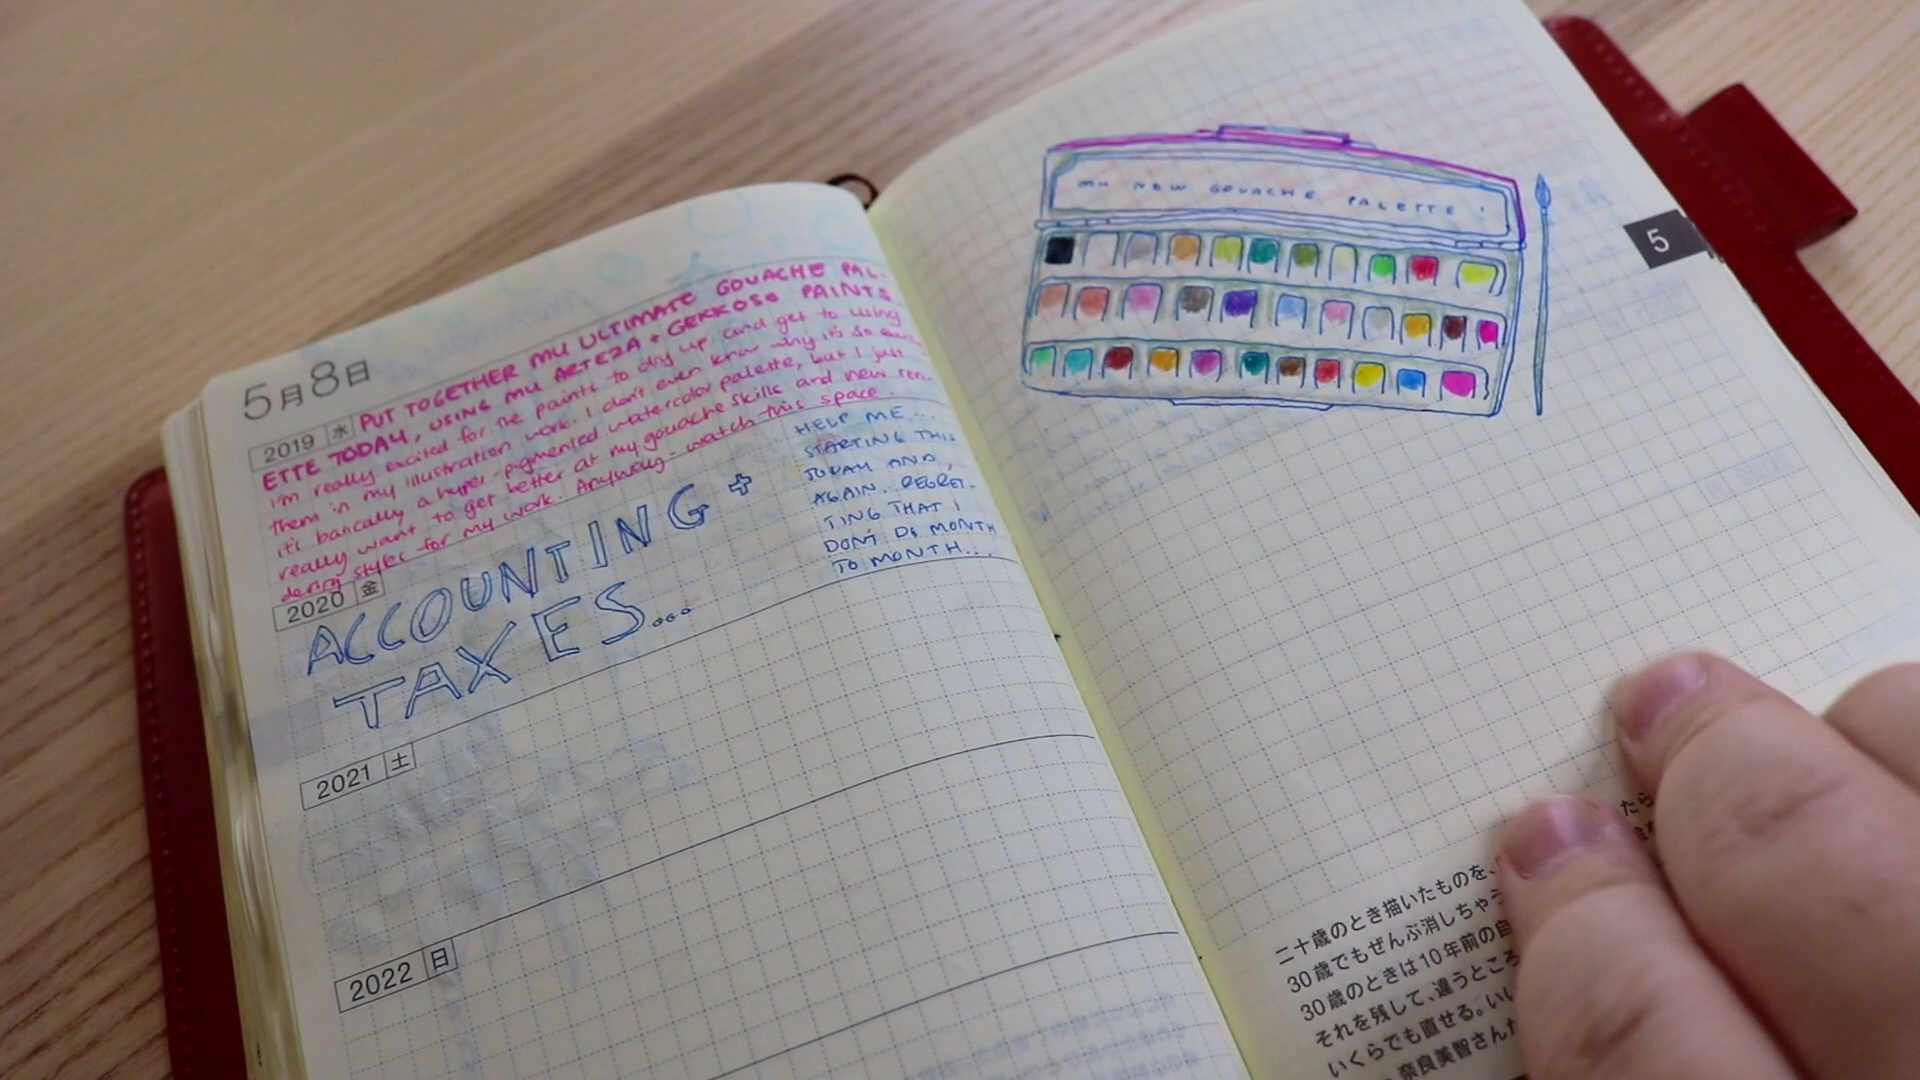 5月8日
2019 水 PUT TOGETHER MY ULTIMATE GOUACHE PAL-
ETTE TODAY, USING MY ARTEZA + GEKKOSO PAINTS.
I'm really excited for the paints to dry up and get to using
them in my illustration work. I don't even know why it's so
it's basically a hyper-pigmented watercolor palette, but I just
really want to get better at my gouache skills and new ren-
dering styles for my work. Anyway - watch this space.
2020 金
ACCOUNTING +
TAXES...
HELP ME...
STARTING THIS
TODAY AND,
AGAIN, REGRET-
TING THAT I
DON'T DO MONTH
TO MONTH...
2021 土
2022 日
MY NEW GOUACHE PALETTE !
5
たら
二十歳のとき描いたものを、
30歳でもぜんぶ消しちゃう
30歳のときは10年前の自
それを残して、違うところ
いくらでも直せる。いい
奈良美智さんが